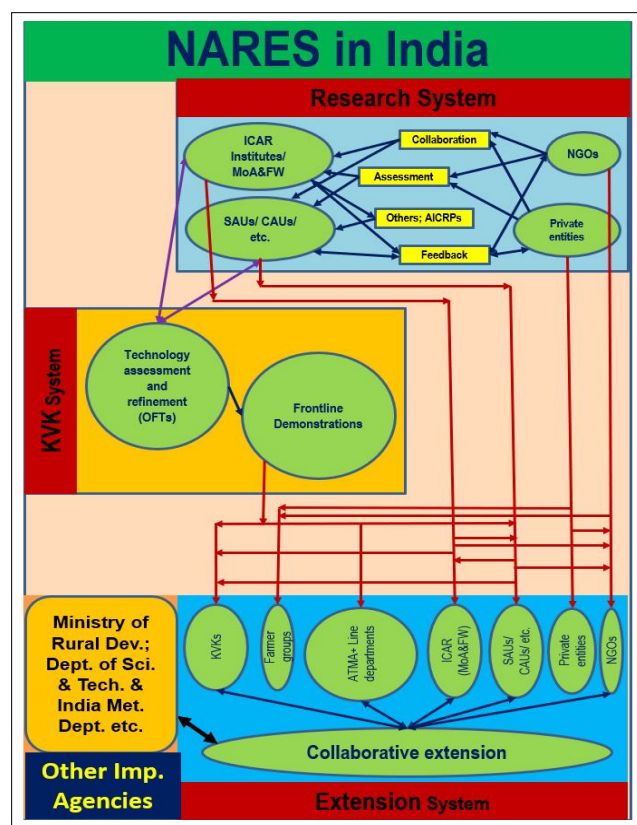 NARES in India
Research System
ICAR
Institutes/
MoA&FW
Collaboration
NGOs
Assessment
SAUs/ CAUs/
etc.
Others; AICRPs
Private
entities
Feedback
KVK System
Technology
assessment
and
refinement
(OFTs)
Frontline
Demonstrations
Ministry of
Rural Dev.;
Dept. of Sci.
& Tech. &
India Met.
Dept. etc.
KVKs
Farmer
groups
ATMA+ Line
departments
ICAR
(MoA&FW)
SAUs/
CAUs/ etc.
Private
entities
NGOs
Collaborative extension
Other Imp.
Agencies
Extension System